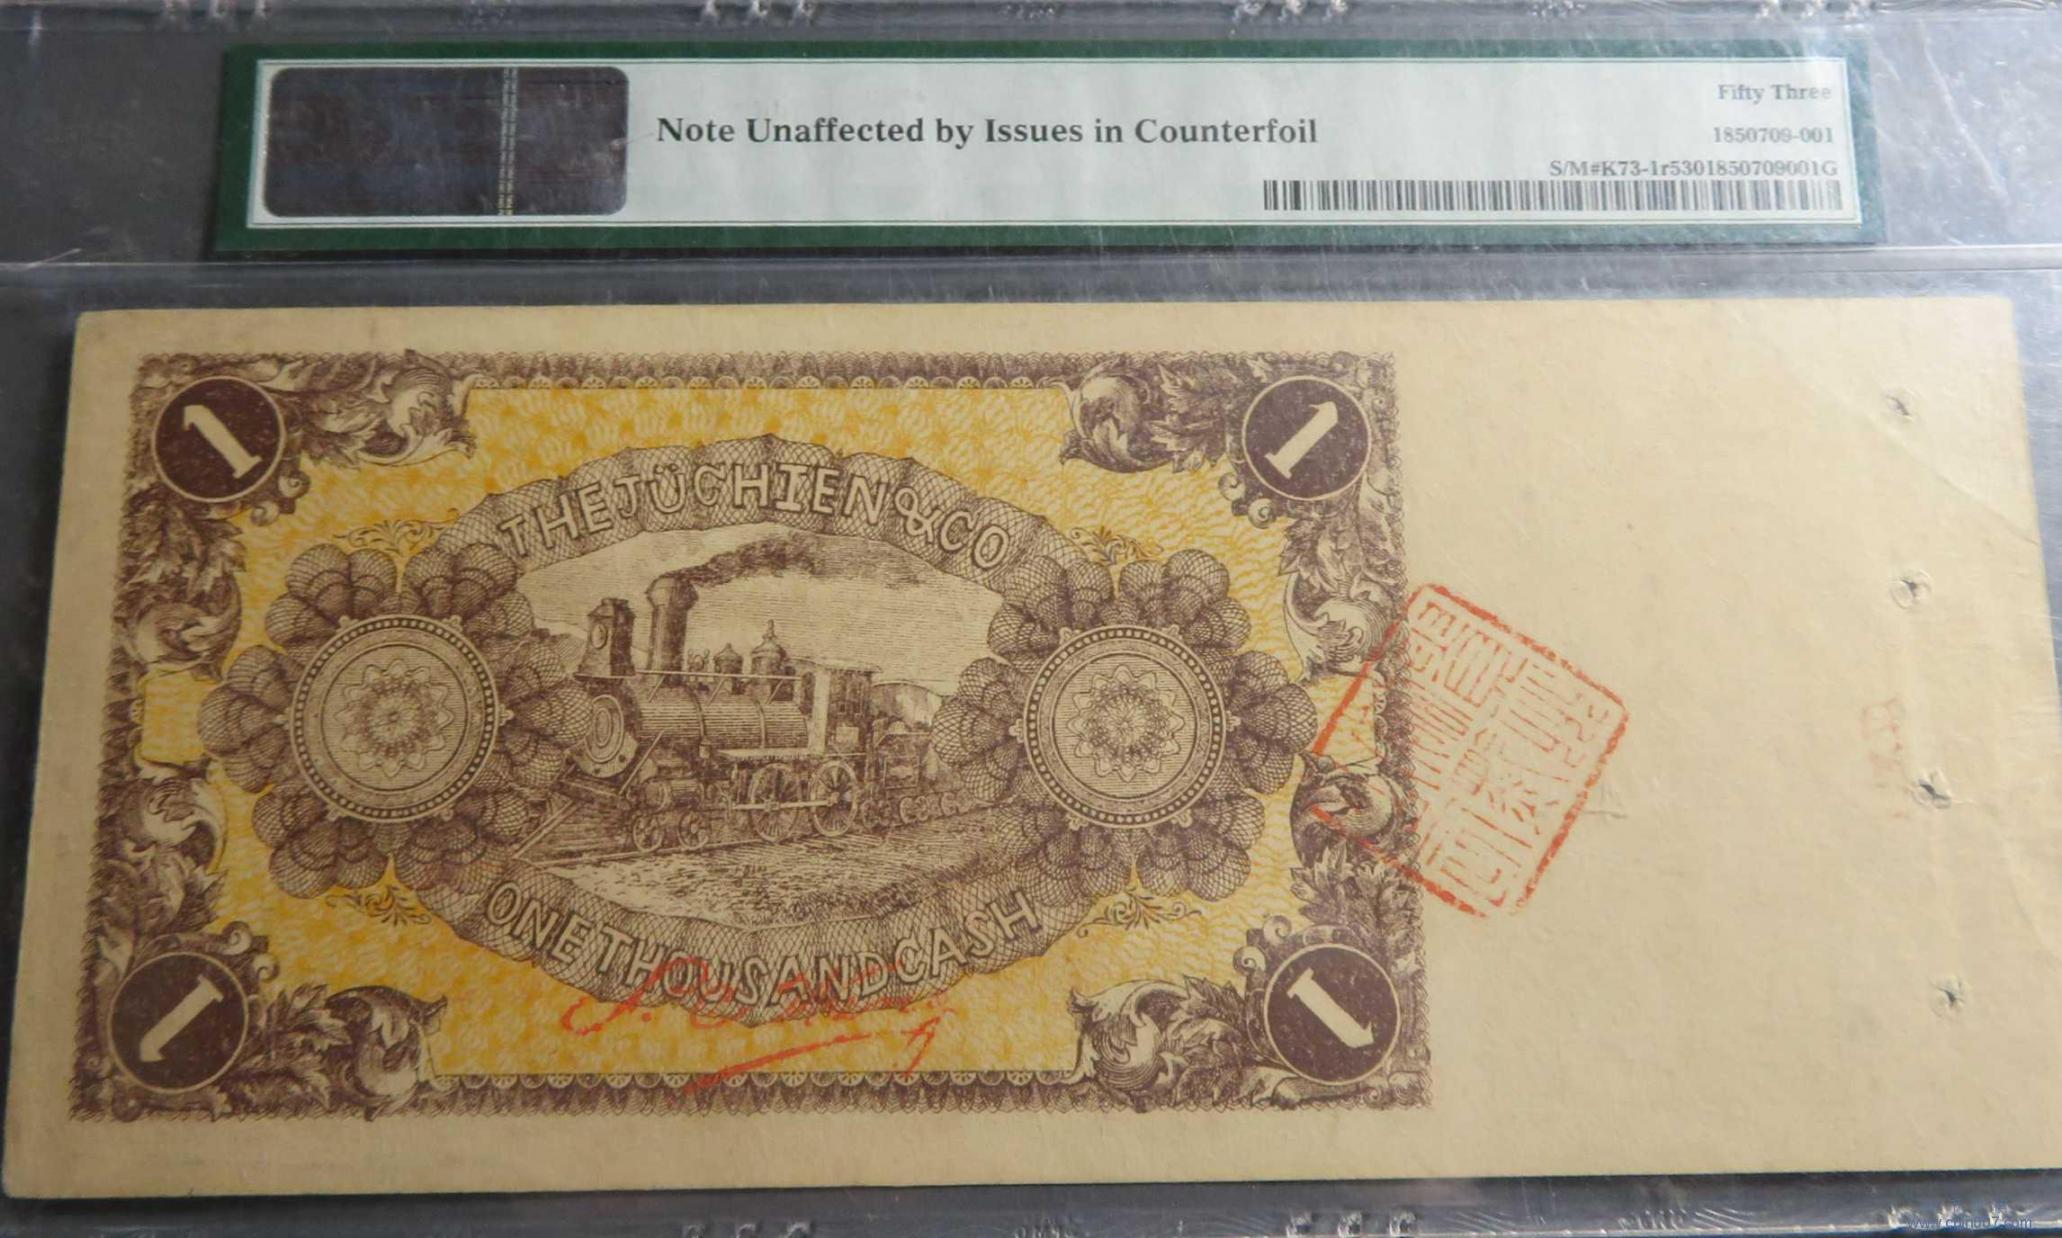 Note Unaffected by Issues in Counterfoil
Fifty Three
1850709-001
S/M#K73-1r5301850709001G
1
1
THE JÜCHIEN & CO
ONE THOUSAND CASH
1
1